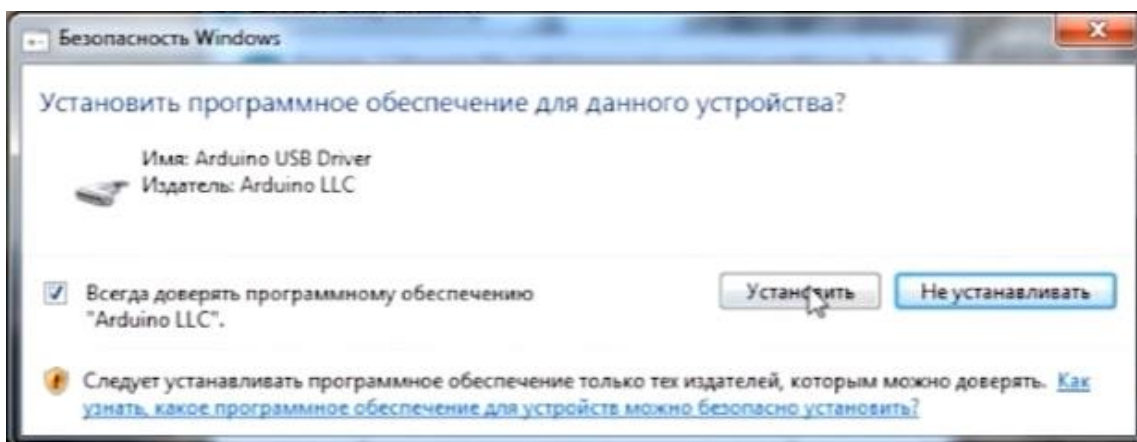 Безопасность Windows
Установить программное обеспечение для данного устройства?
Имя: Arduino USB Driver
Издатель: Arduino LLC
Всегда доверять программному обеспечению
"Arduino LLC".
Установить
Не устанавливать
Следует устанавливать программное обеспечение только тех издателей, которым можно доверять. Как
узнать, какое программное обеспечение для устройств можно безопасно установить?